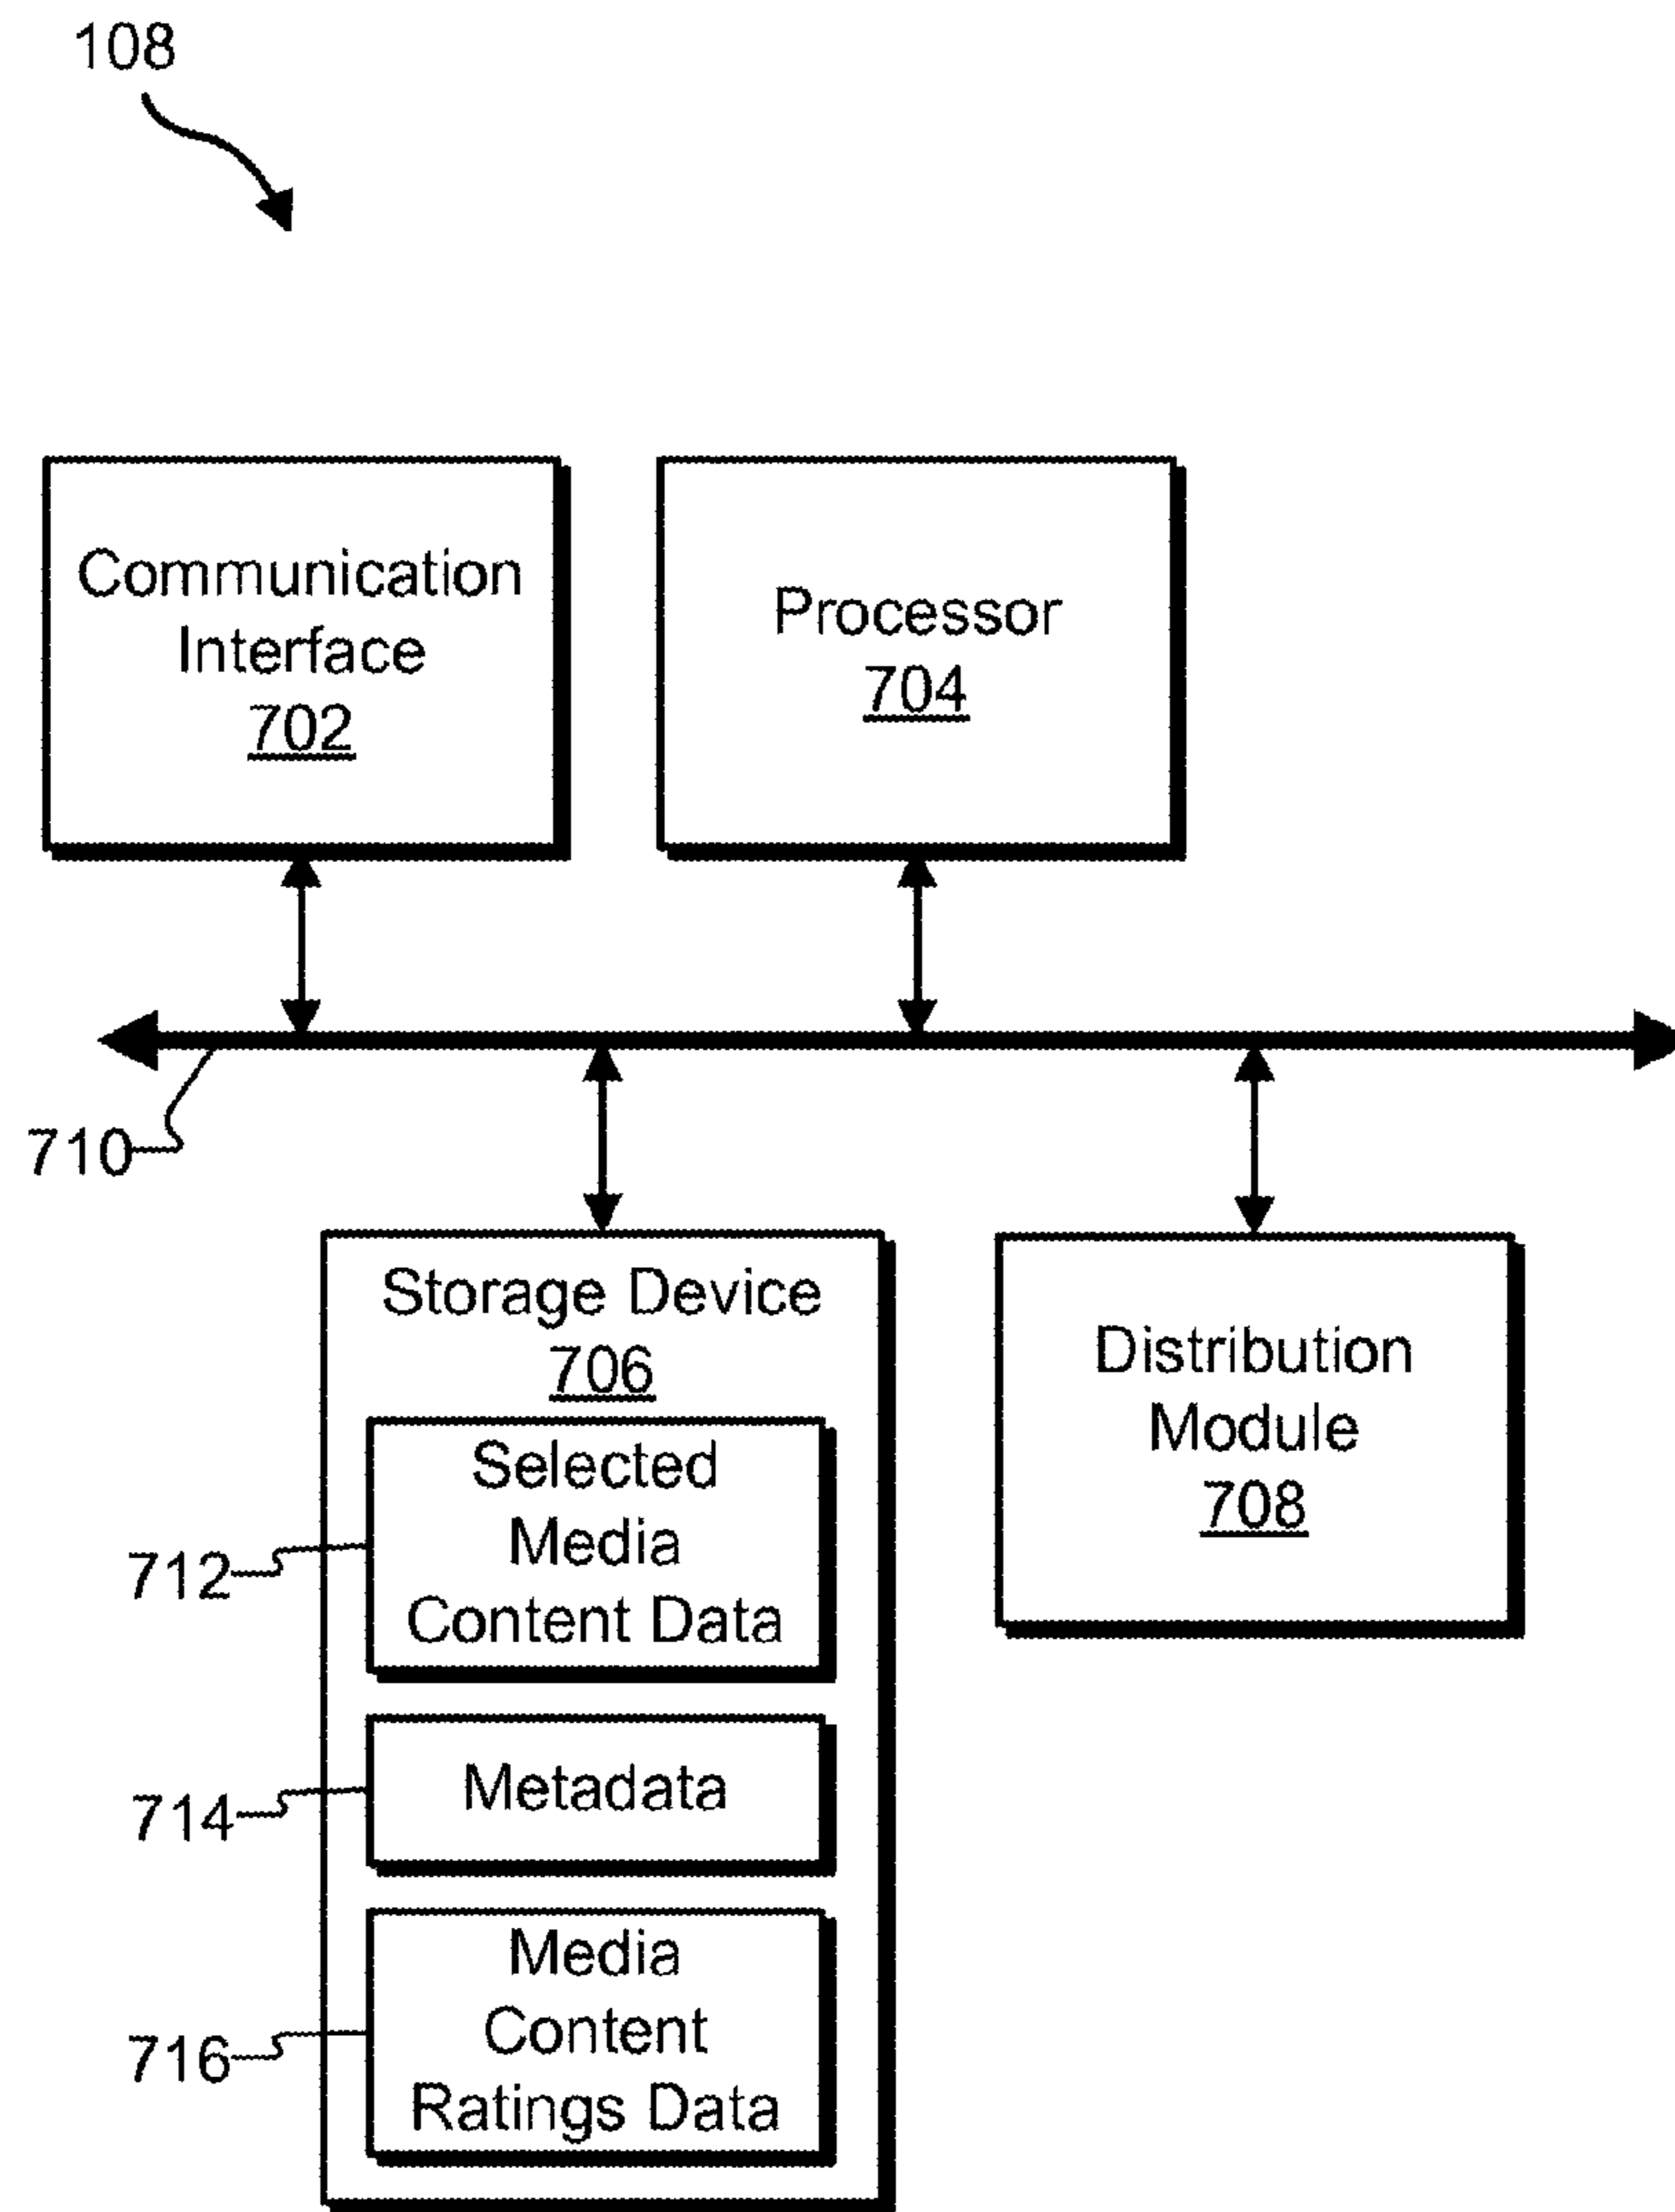 108
Communication
Interface
702
Processor
704
710
Storage Device
706
Selected
Media
Content Data
712
Metadata
714
Media
Content
Ratings Data
716
Distribution
Module
708